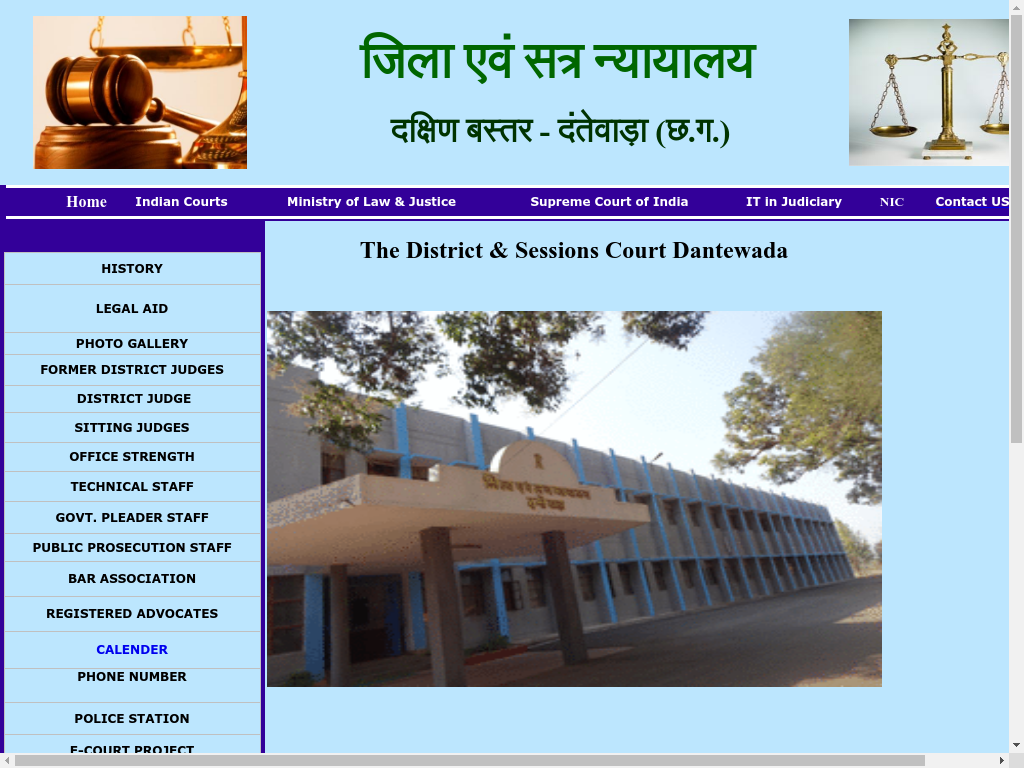 जिला एवं सत्र न्यायालय
दक्षिण बस्तर - दंतेवाड़ा (छ.ग.)
Home Indian Courts Ministry of Law & Justice Supreme Court of India IT in Judiciary NIC Contact US
The District & Sessions Court Dantewada
HISTORY
LEGAL AID
PHOTO GALLERY
FORMER DISTRICT JUDGES
DISTRICT JUDGE
SITTING JUDGES
OFFICE STRENGTH
TECHNICAL STAFF
GOVT. PLEADER STAFF
PUBLIC PROSECUTION STAFF
BAR ASSOCIATION
REGISTERED ADVOCATES
CALENDER
PHONE NUMBER
POLICE STATION
E-COURT PROJECT